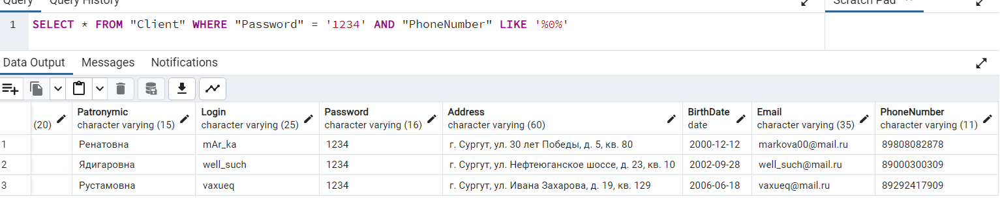 Query Query History
Scratch Pad
1 SELECT * FROM "Client" WHERE "Password" = '1234' AND "PhoneNumber" LIKE '%0%'
Data Output Messages Notifications
Patronymic Login Password Address BirthDate Email PhoneNumber
(20) character varying (15) character varying (25) character varying (16) character varying (60) date character varying (35) character varying (11)
1 Ренатовна mAr_ka 1234 г. Сургут, ул. 30 лет Победы, д. 5, кв. 80 2000-12-12 markova00@mail.ru 89808082878
2 Ядигаровна well_such 1234 г. Сургут, ул. Нефтеюганское шоссе, д. 23, кв. 10 2002-09-28 well_such@mail.ru 89000300309
3 Рустамовна vaxueq 1234 г. Сургут, ул. Ивана Захарова, д. 19, кв. 129 2006-06-18 vaxueq@mail.ru 89292417909